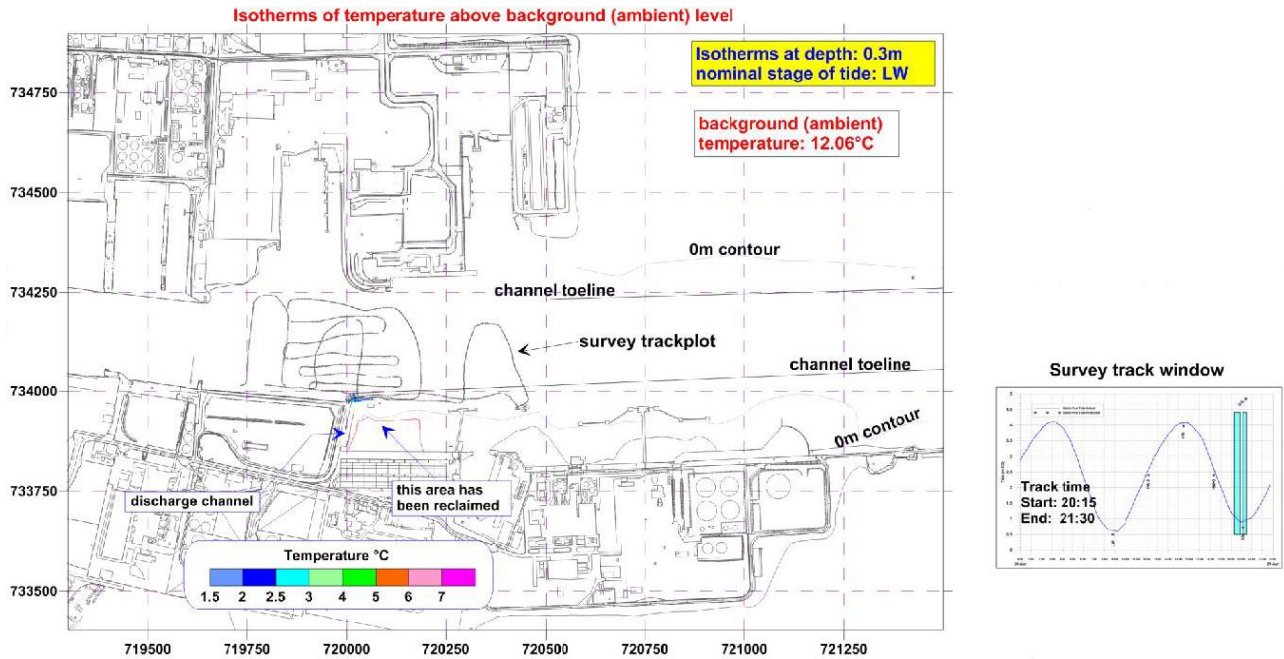 Isotherms of temperature above background (ambient) level
Isotherms at depth: 0.3m
nominal stage of tide: LW
background (ambient)
temperature: 12.06°C
734750
734500
734250
734000
733750
733500
0m contour
channel toeline
survey trackplot
channel toeline
0m contour
discharge channel
this area has
been reclaimed
Temperature °C
1.5 2 2.5 3 4 5 6 7
719500 719750 720000 720250 720500 720750 721000 721250
Survey track window
Track time
Start: 20:15
End: 21:30